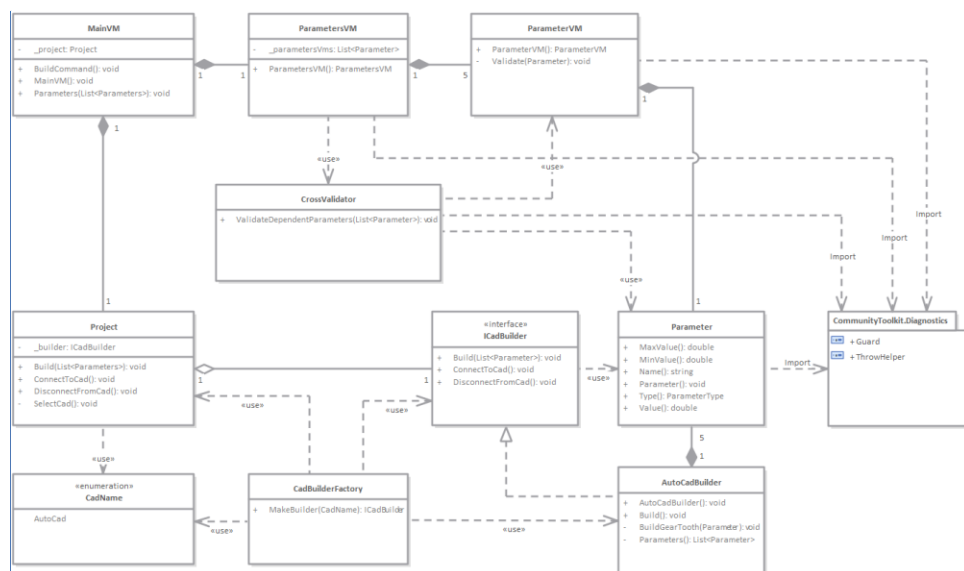 MainVM
- _project: Project
+ BuildCommand(): void
+ MainVM(): void
+ Parameters(List<Parameters>): void
ParametersVM
- _parametersVms: List<Parameter>
+ ParametersVM(): ParametersVM
ParameterVM
+ ParameterVM(): ParameterVM
- Validate(Parameter): void
1
1
1
5
1
1
«use»
«use»
CrossValidator
+ ValidateDependentParameters(List<Parameter>): void
Import
Import
Import
«use»
1
1
Project
- _builder: ICadBuilder
+ Build(List<Parameters>): void
+ ConnectToCad(): void
+ DisconnectFromCad(): void
- SelectCad(): void
1
1
«interface»
ICadBuilder
+ Build(List<Parameter>): void
+ ConnectToCad(): void
+ DisconnectFromCad(): void
«use»
Parameter
+ MaxValue(): double
+ MinValue(): double
+ Name(): string
+ Parameter(): void
+ Type(): ParameterType
+ Value(): double
Import
CommunityToolkit.Diagnostics
+ Guard
+ ThrowHelper
«use»
«use»
«use»
5
1
«enumeration»
CadName
AutoCad
«use»
CadBuilderFactory
+ MakeBuilder(CadName): ICadBuilder
«use»
AutoCadBuilder
+ AutoCadBuilder(): void
+ Build(): void
- BuildGearTooth(Parameter): void
- Parameters(): List<Parameter>